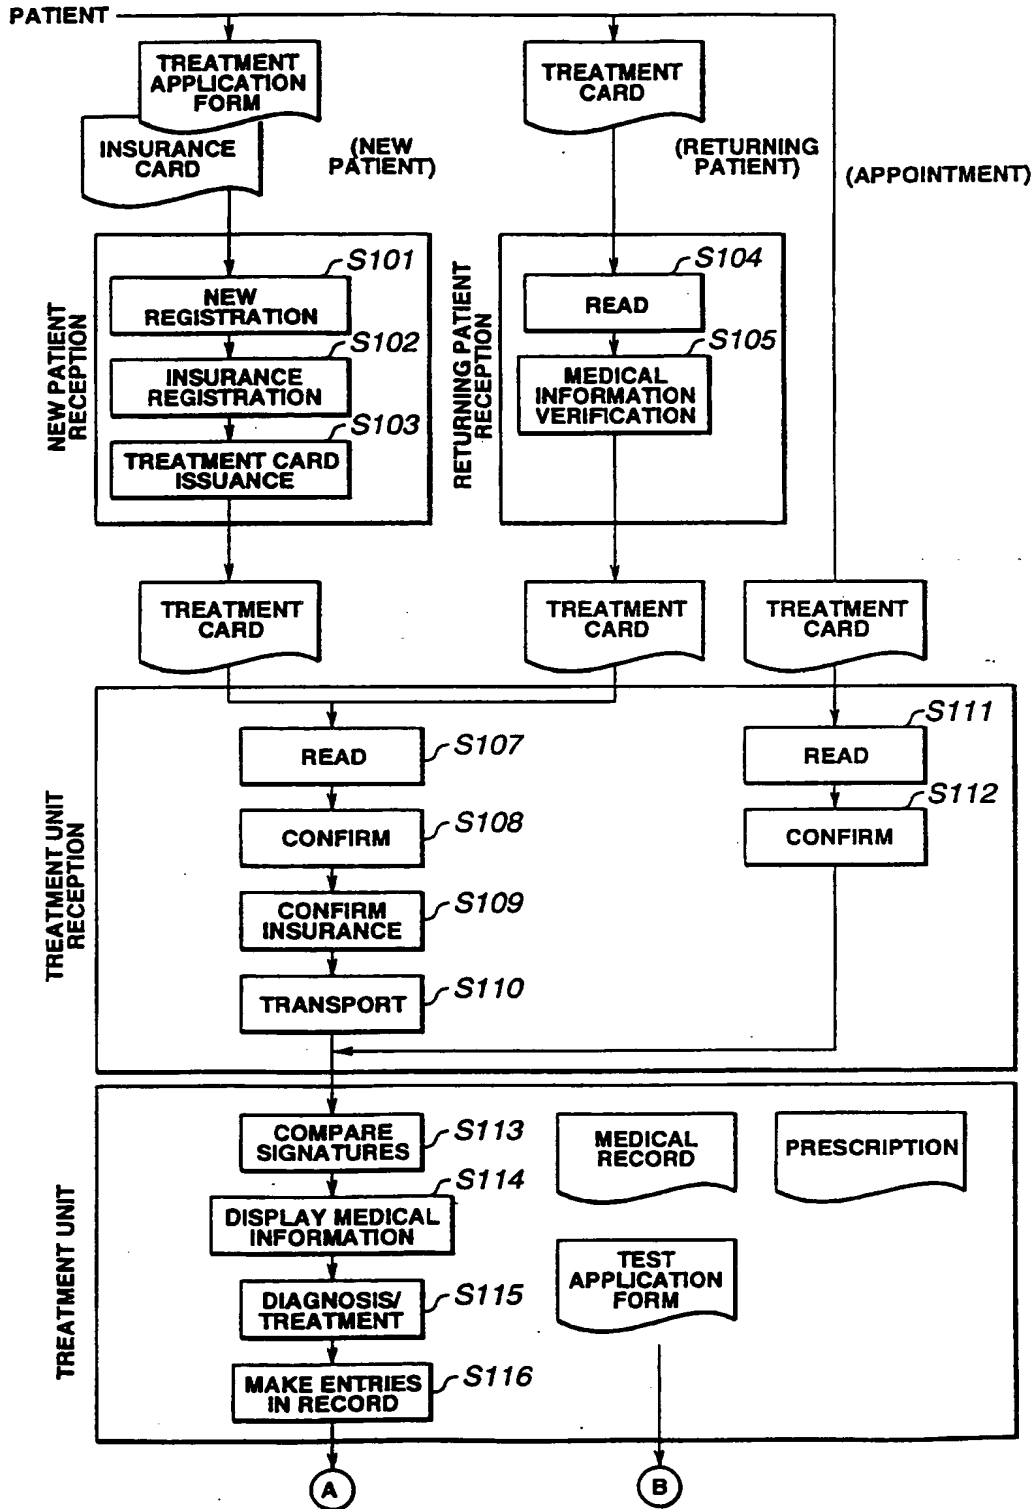 PATIENT
TREATMENT
APPLICATION
FORM
INSURANCE
CARD
(NEW
PATIENT)
TREATMENT
CARD
(RETURNING
PATIENT)
(APPOINTMENT)
NEW PATIENT
RECEPTION
S101
NEW
REGISTRATION
S102
INSURANCE
REGISTRATION
S103
TREATMENT CARD
ISSUANCE
RETURNING PATIENT
RECEPTION
S104
READ
S105
MEDICAL
INFORMATION
VERIFICATION
TREATMENT
CARD
TREATMENT
CARD
TREATMENT
CARD
TREATMENT UNIT
RECEPTION
READ
S107
CONFIRM
S108
CONFIRM
INSURANCE
S109
TRANSPORT
S110
S111
READ
S112
CONFIRM
TREATMENT UNIT
COMPARE
SIGNATURES
S113
S114
DISPLAY MEDICAL
INFORMATION
DIAGNOSIS/
TREATMENT
S115
MAKE ENTRIES
IN RECORD
S116
MEDICAL
RECORD
PRESCRIPTION
TEST
APPLICATION
FORM
A
B